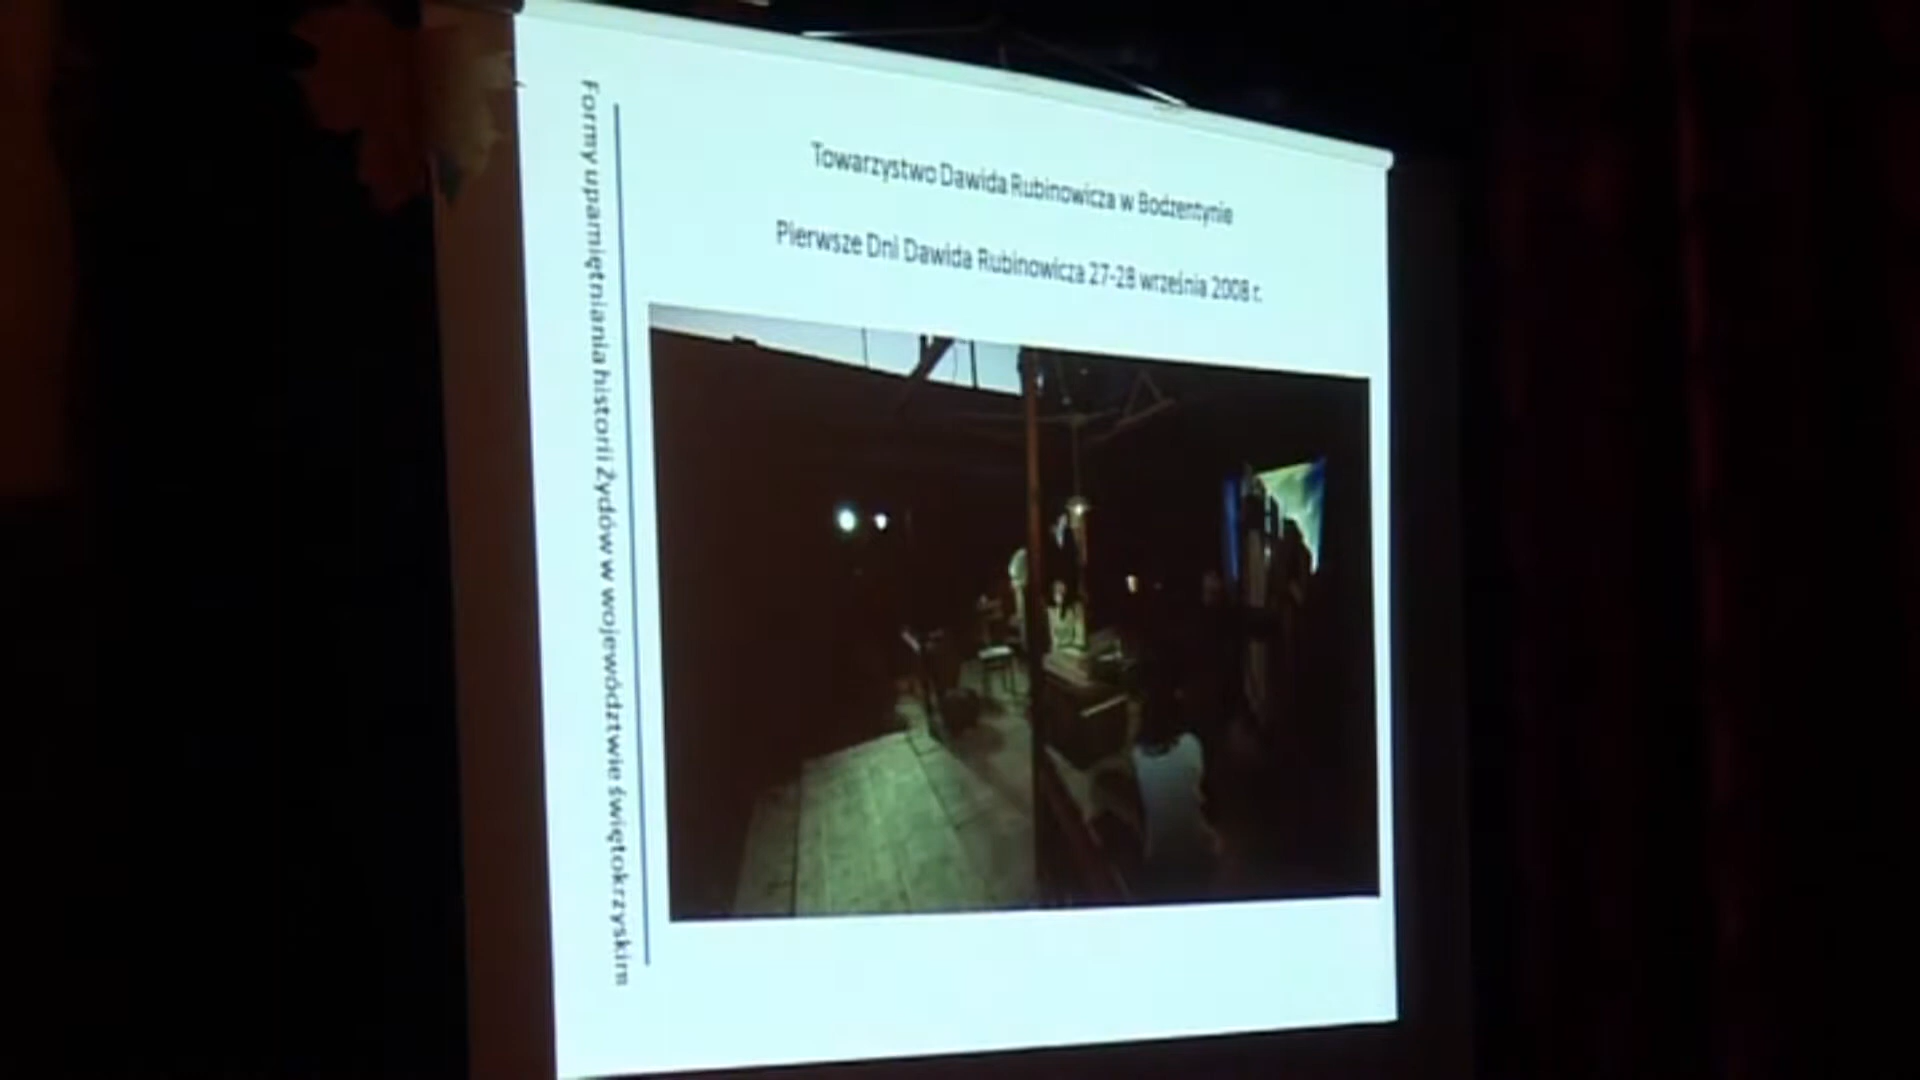 Towarzystwo Dawida Rubinowicza w Bodzentynie
Pierwsze Dni Dawida Rubinowicza 27-28 września 2008 r.
Formy upamiętniania historii Żydów w województwie świętokrzyskim